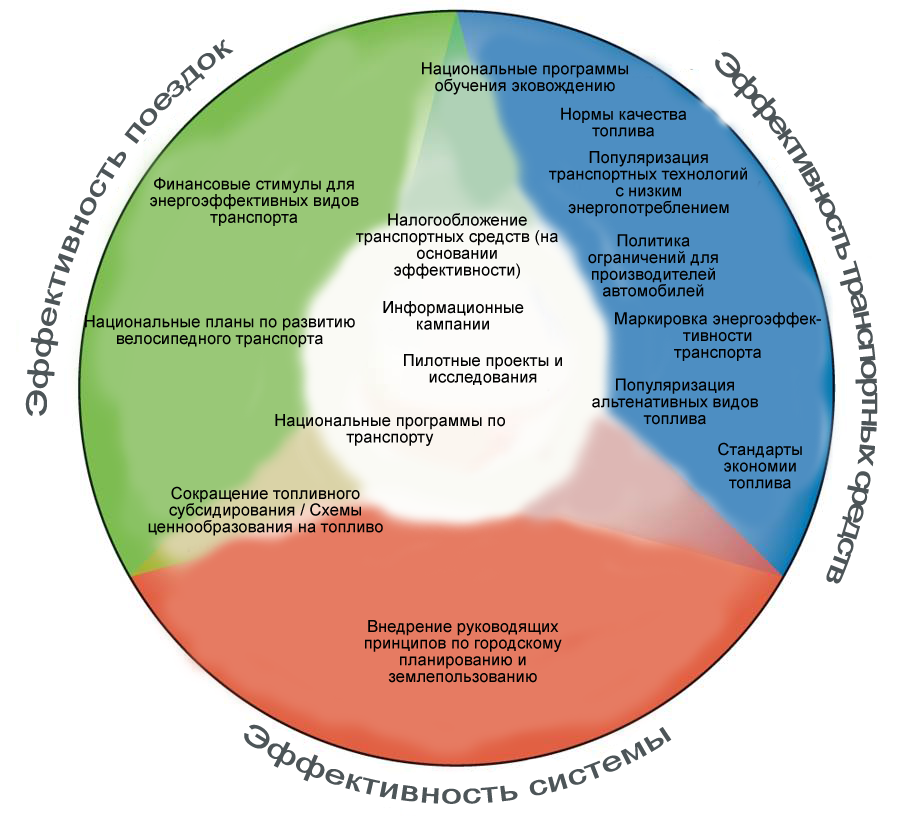 Эффективность поездок
Эффективность транспортных средств
Национальные программы
обучения эковождению
Нормы качества
топлива
Популяризация
транспортных технологий
с низким
энергопотреблением
Финансовые стимулы для
энергоэффективных видов
транспорта
Налогообложение
транспортных средств (на
основании
эффективности)
Политика
ограничений для
производителей
автомобилей
Информационные
кампании
Национальные планы по развитию
велосипедного транспорта
Маркировка энергоэффек-
тивности
транспорта
Пилотные проекты и
исследования
Популяризация
альтенативных видов
топлива
Национальные программы по
транспорту
Стандарты
экономии
топлива
Сокращение топливного
субсидирования / Схемы
ценнообразования на топливо
Внедрение руководящих
принципов по городскому
планированию и
землепользованию
Эффективность системы